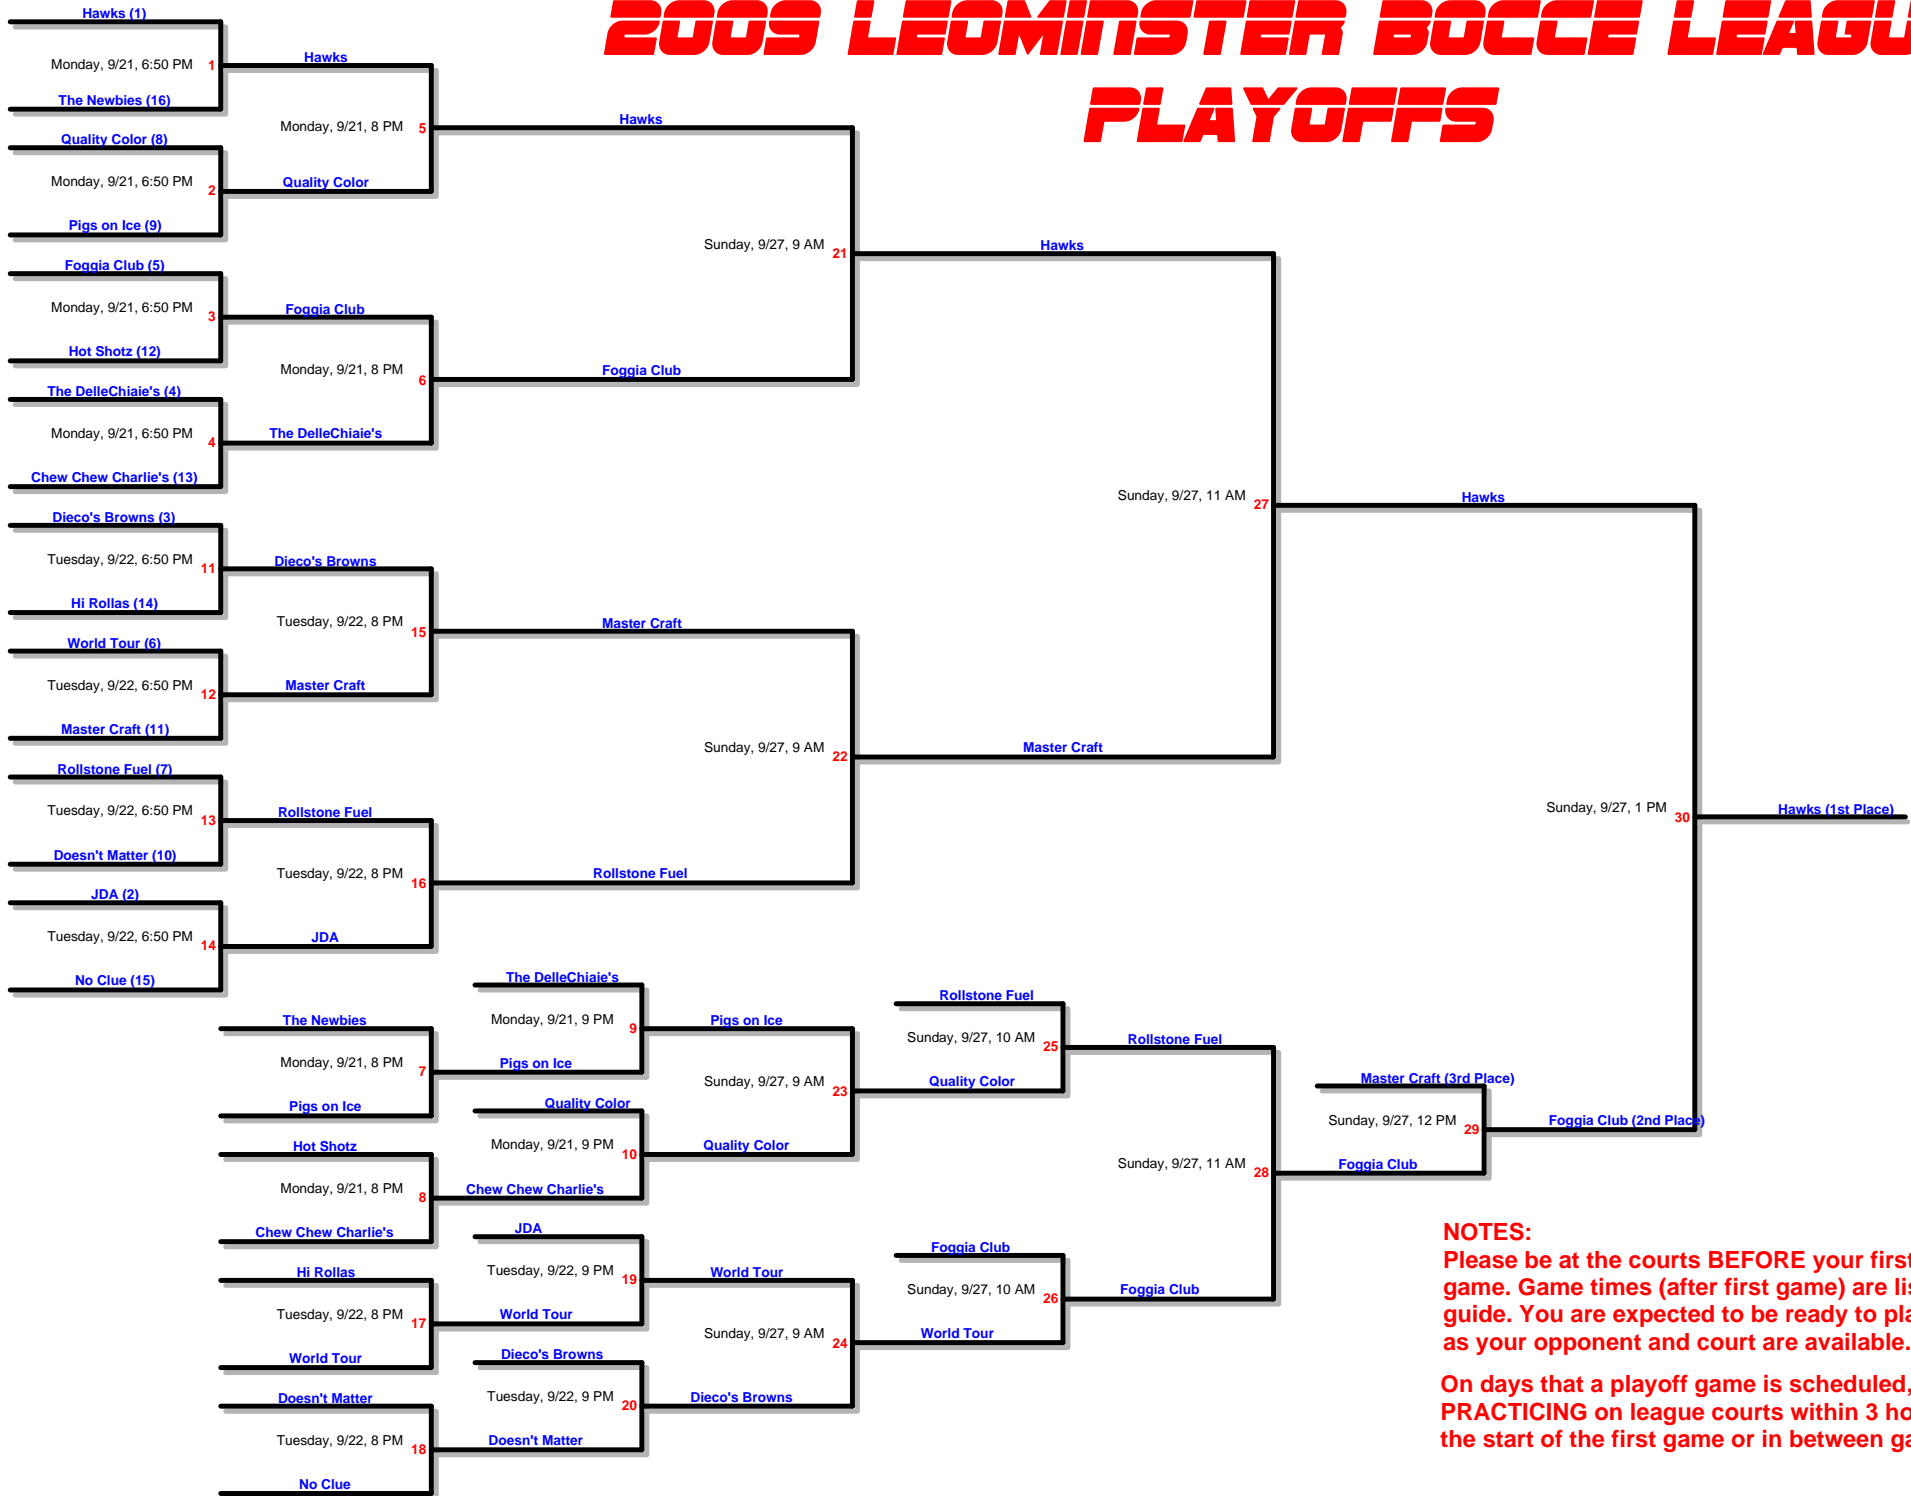 2009 LEOMINSTER BOCCE LEAGU
PLAYOFFS
Hawks (1)
Monday, 9/21, 6:50 PM 1
The Newbies (16)
Hawks
Quality Color (8)
Monday, 9/21, 6:50 PM 2
Pigs on Ice (9)
Quality Color
Monday, 9/21, 8 PM 5
Hawks
Foggia Club (5)
Monday, 9/21, 6:50 PM 3
Hot Shotz (12)
Foggia Club
The DelleChiaie's (4)
Monday, 9/21, 6:50 PM 4
Chew Chew Charlie's (13)
The DelleChiaie's
Monday, 9/21, 8 PM 6
Foggia Club
Sunday, 9/27, 9 AM 21
Hawks
Dieco's Browns (3)
Tuesday, 9/22, 6:50 PM 11
Hi Rollas (14)
Dieco's Browns
World Tour (6)
Tuesday, 9/22, 6:50 PM 12
Master Craft (11)
Master Craft
Tuesday, 9/22, 8 PM 15
Master Craft
Rollstone Fuel (7)
Tuesday, 9/22, 6:50 PM 13
Doesn't Matter (10)
Rollstone Fuel
JDA (2)
Tuesday, 9/22, 6:50 PM 14
No Clue (15)
JDA
Tuesday, 9/22, 8 PM 16
Rollstone Fuel
Sunday, 9/27, 9 AM 22
Master Craft
Sunday, 9/27, 11 AM 27
Hawks
Sunday, 9/27, 1 PM 30
Hawks (1st Place)
The Newbies
Monday, 9/21, 8 PM 7
Pigs on Ice
The DelleChiaie's
Monday, 9/21, 9 PM 9
Pigs on Ice
Pigs on Ice
Hot Shotz
Monday, 9/21, 8 PM 8
Chew Chew Charlie's
Quality Color
Monday, 9/21, 9 PM 10
Chew Chew Charlie's
Quality Color
Sunday, 9/27, 9 AM 23
Rollstone Fuel
Sunday, 9/27, 10 AM 25
Quality Color
Rollstone Fuel
Hi Rollas
Tuesday, 9/22, 8 PM 17
World Tour
JDA
Tuesday, 9/22, 9 PM 19
World Tour
World Tour
Doesn't Matter
Tuesday, 9/22, 8 PM 18
No Clue
Dieco's Browns
Tuesday, 9/22, 9 PM 20
Doesn't Matter
Dieco's Browns
Sunday, 9/27, 9 AM 24
Foggia Club
Sunday, 9/27, 10 AM 26
World Tour
Foggia Club
Sunday, 9/27, 11 AM 28
Master Craft (3rd Place)
Sunday, 9/27, 12 PM 29
Foggia Club
Foggia Club (2nd Place)
NOTES:
Please be at the courts BEFORE your first
game. Game times (after first game) are lis
guide. You are expected to be ready to pla
as your opponent and court are available.
On days that a playoff game is scheduled,
PRACTICING on league courts within 3 ho
the start of the first game or in between ga